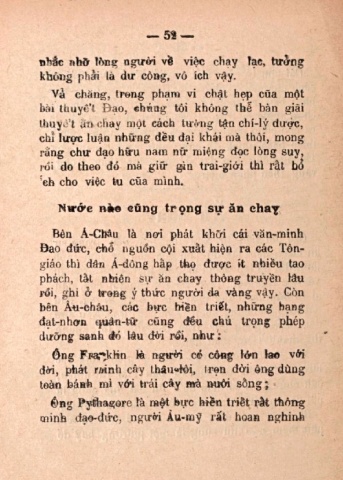 — 52 —
nhắc nhở lòng người về việc chay lạc, tưởng
không phải là dư công, vô ích vậy.
Vả chăng, trong phạm vi chật hẹp của một
bài thuyết Đạo, chúng tôi không thể bàn giải
thuyết ăn chay một cách tường tận chí-lý được,
chỉ lược luận những đều đại khái mà thôi, mong
rằng chư đạo hữu nam nữ miệng đọc lòng suy,
rồi do theo đó mà giữ gàn trai-giới thì rất bổ
ích cho việc tu của mình.
Nước nào cũng trọng sự ăn chay
Bên Á-Châu là nơi phát khởi cái văn-minh
Đạo đức, chỗ nguồn cội xuất hiện ra các Tôn-
giáo thì dân Á-đông hấp thọ được ít nhiều tao
phách, tất nhiên sự ăn chay thông truyền lâu
rồi, ghi ở trong ý thức người da vàng vậy. Còn
bên Âu-châu, các bực hiền triết, những hạng
đạt-nhơn quân-tử cũng đều chú trọng phép
dưỡng sanh đó lâu đời rồi, như :
Ông Franklin là người có công lớn lao với
đời, phát minh cây thâu-lôi, trọn đời ông dùng
toàn bánh mì với trái cây mà nuôi sống ;
Ông Pythagore là một bực hiền triết rất thông
minh đạo-đức, người Âu-mỹ rất hoan nghinh